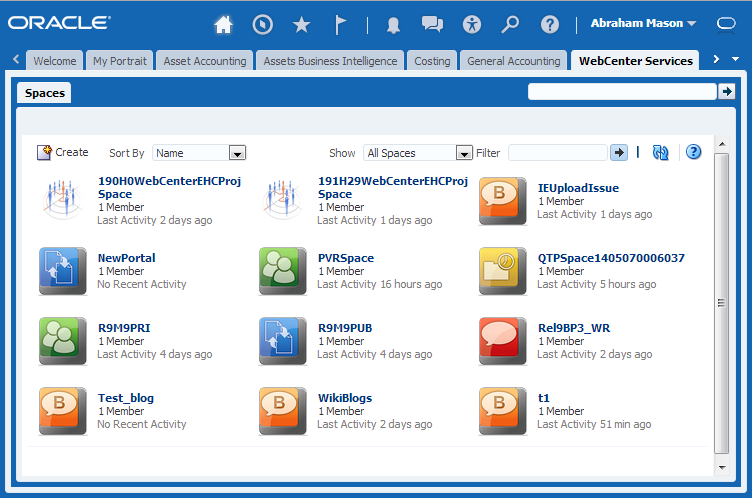 ORACLE®
Abraham Mason
Welcome
My Portrait
Asset Accounting
Assets Business Intelligence
Costing
General Accounting
WebCenter Services
Spaces
Create
Sort By
Name
Show
All Spaces
Filter
190H0WebCenterEHCProj
Space
1 Member
Last Activity 2 days ago
191H29WebCenterEHCProj
Space
1 Member
Last Activity 1 days ago
IEUploadIssue
1 Member
Last Activity 1 days ago
NewPortal
1 Member
No Recent Activity
PVRSpace
1 Member
Last Activity 16 hours ago
QTPSpace1405070006037
1 Member
Last Activity 5 hours ago
R9M9PRI
1 Member
Last Activity 4 days ago
R9M9PUB
1 Member
Last Activity 4 days ago
Rel9BP3_WR
1 Member
Last Activity 2 days ago
B
Test_blog
1 Member
No Recent Activity
B
WikiBlogs
1 Member
Last Activity 2 days ago
B
t1
1 Member
Last Activity 51 min ago